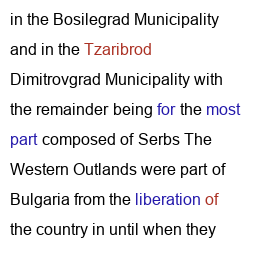 in the Bosilegrad Municipality
and in the Tzaribrod
Dimitrovgrad Municipality with
the remainder being for the most
part composed of Serbs The
Western Outlands were part of
Bulgaria from the liberation of
the country in until when they